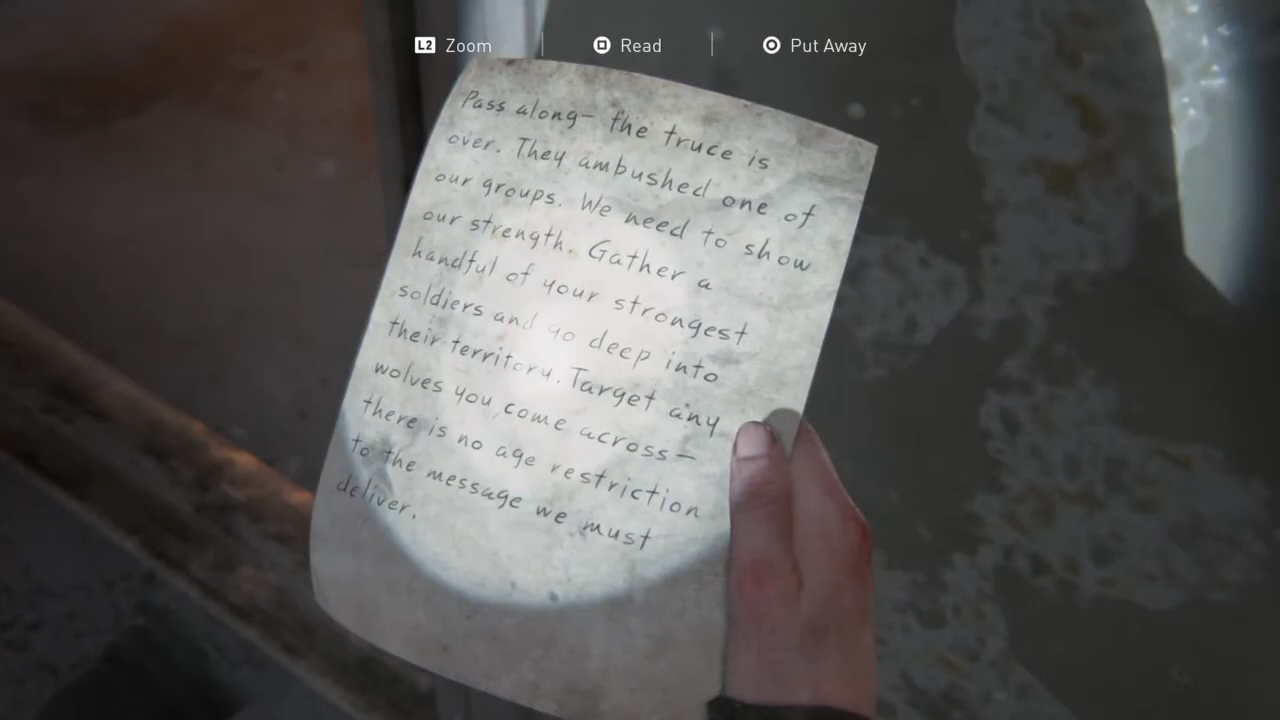 L2 Zoom | Read | Put Away
Pass along— the truce is
over. They ambushed one of
our groups. We need to show
our strength. Gather a
handful of your strongest
soldiers and go deep into
their territory. Target any
wolves you come across—
there is no age restriction
to the message we must
deliver.